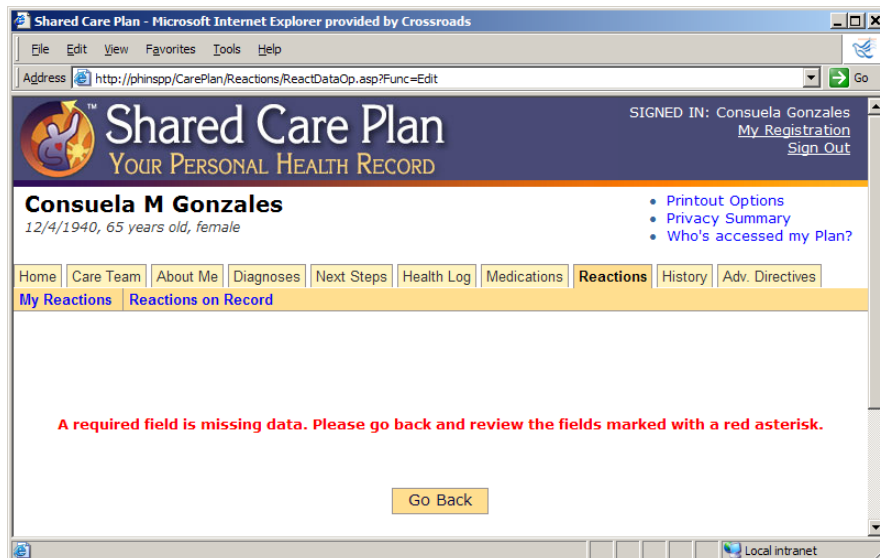 Shared Care Plan - Microsoft Internet Explorer provided by Crossroads
File Edit View Favorites Tools Help
Address http://phinspp/CarePlan/Reactions/ReactDataOp.asp?Func=Edit Go
Shared Care Plan™
YOUR PERSONAL HEALTH RECORD
SIGNED IN: Consuela Gonzales
My Registration
Sign Out
Consuela M Gonzales
12/4/1940, 65 years old, female
• Printout Options
• Privacy Summary
• Who's accessed my Plan?
Home Care Team About Me Diagnoses Next Steps Health Log Medications Reactions History Adv. Directives
My Reactions Reactions on Record
A required field is missing data. Please go back and review the fields marked with a red asterisk.
Go Back
Local intranet